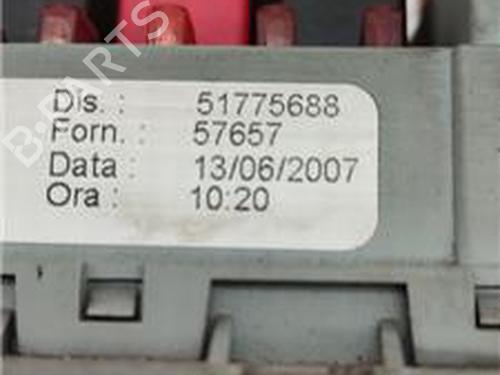 B-PARTS
Dis. : 51775688
Forn. : 57657
Data : 13/06/2007
Ora : 10:20